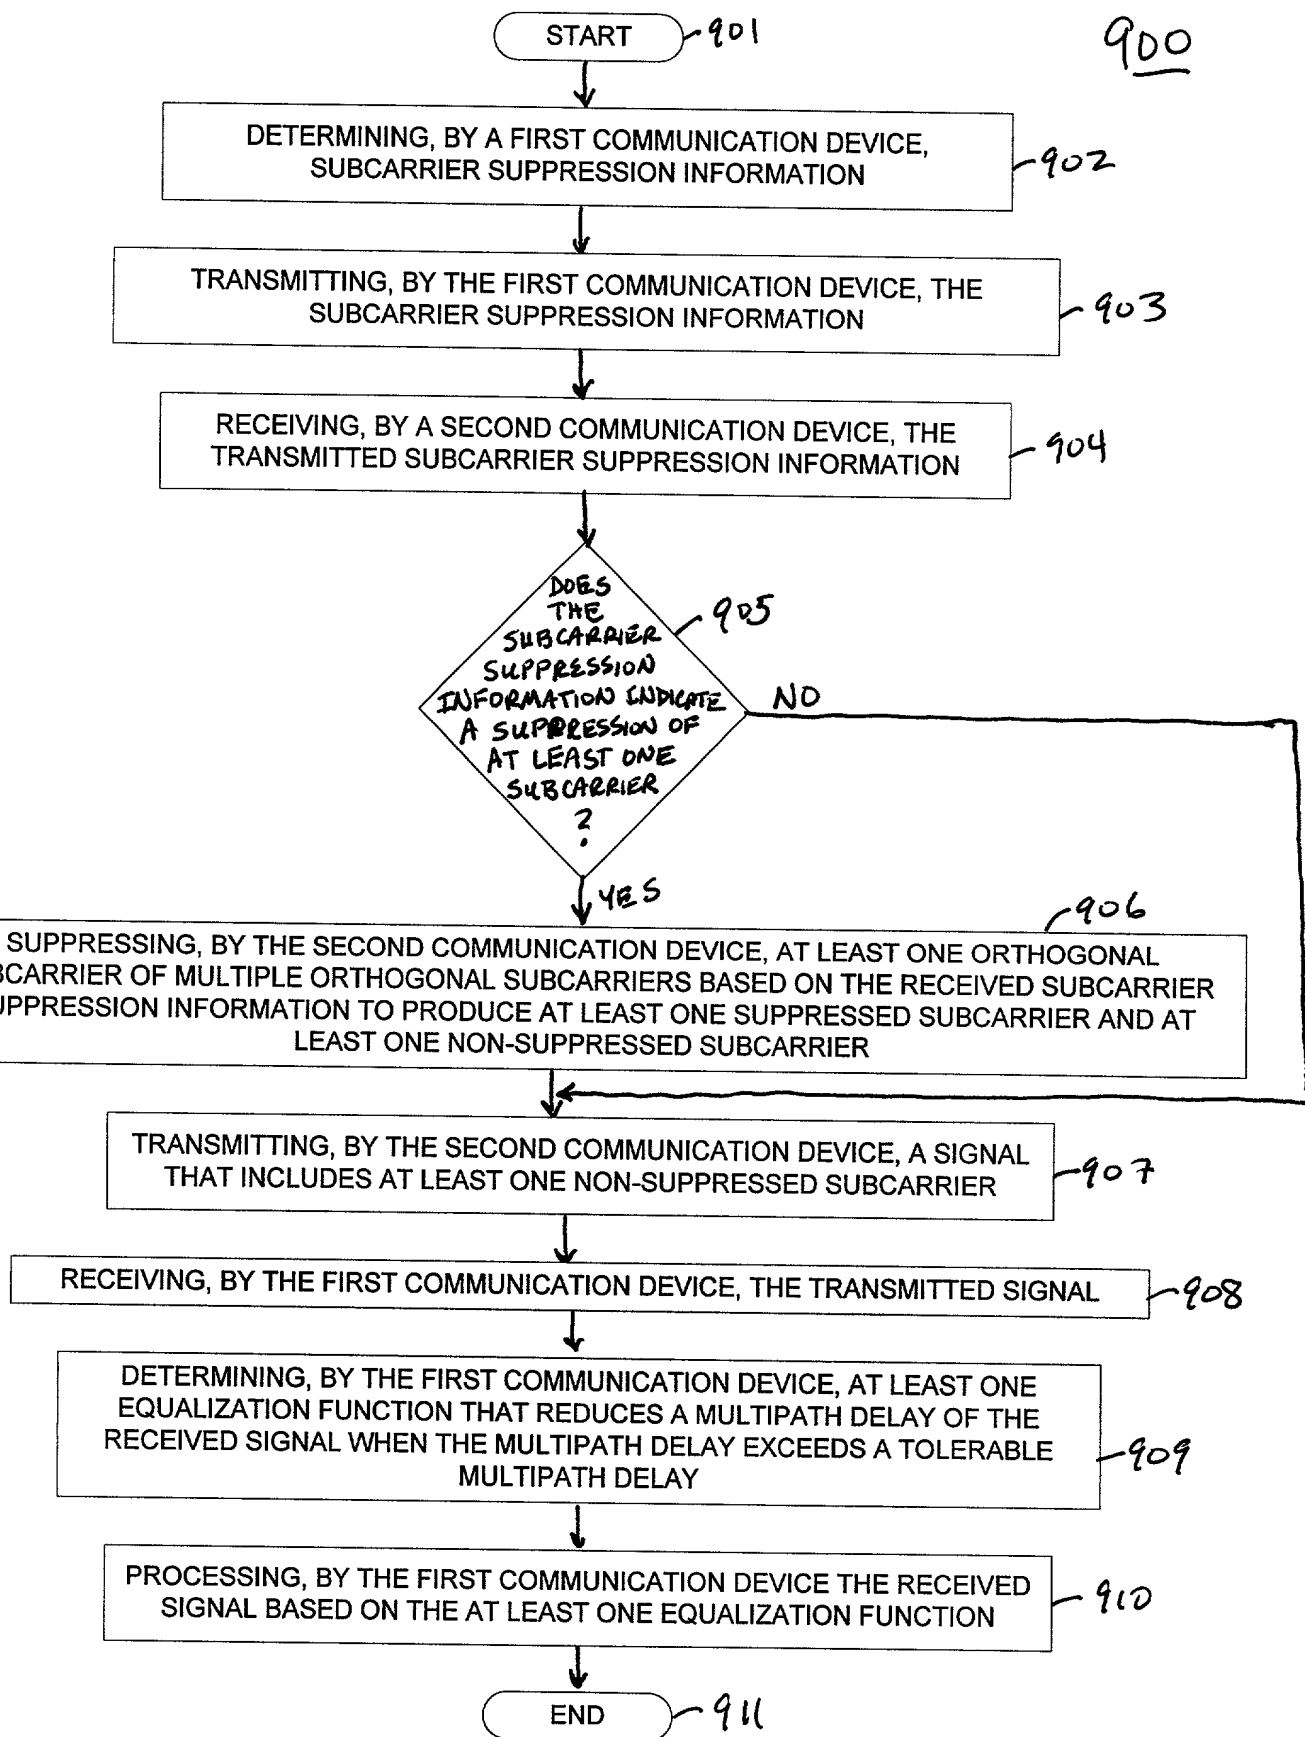 START
901
900
DETERMINING, BY A FIRST COMMUNICATION DEVICE,
SUBCARRIER SUPPRESSION INFORMATION
902
TRANSMITTING, BY THE FIRST COMMUNICATION DEVICE, THE
SUBCARRIER SUPPRESSION INFORMATION
903
RECEIVING, BY A SECOND COMMUNICATION DEVICE, THE
TRANSMITTED SUBCARRIER SUPPRESSION INFORMATION
904
DOES
THE
SUBCARRIER
SUPPRESSION
INFORMATION INDICATE
A SUPPRESSION OF
AT LEAST ONE
SUBCARRIER
?
905
NO
YES
906
SUPPRESSING, BY THE SECOND COMMUNICATION DEVICE, AT LEAST ONE ORTHOGONAL
BCARRIER OF MULTIPLE ORTHOGONAL SUBCARRIERS BASED ON THE RECEIVED SUBCARRIER
UPPRESSION INFORMATION TO PRODUCE AT LEAST ONE SUPPRESSED SUBCARRIER AND AT
LEAST ONE NON-SUPPRESSED SUBCARRIER
TRANSMITTING, BY THE SECOND COMMUNICATION DEVICE, A SIGNAL
THAT INCLUDES AT LEAST ONE NON-SUPPRESSED SUBCARRIER
907
RECEIVING, BY THE FIRST COMMUNICATION DEVICE, THE TRANSMITTED SIGNAL
908
DETERMINING, BY THE FIRST COMMUNICATION DEVICE, AT LEAST ONE
EQUALIZATION FUNCTION THAT REDUCES A MULTIPATH DELAY OF THE
RECEIVED SIGNAL WHEN THE MULTIPATH DELAY EXCEEDS A TOLERABLE
MULTIPATH DELAY
909
PROCESSING, BY THE FIRST COMMUNICATION DEVICE THE RECEIVED
SIGNAL BASED ON THE AT LEAST ONE EQUALIZATION FUNCTION
910
END
911